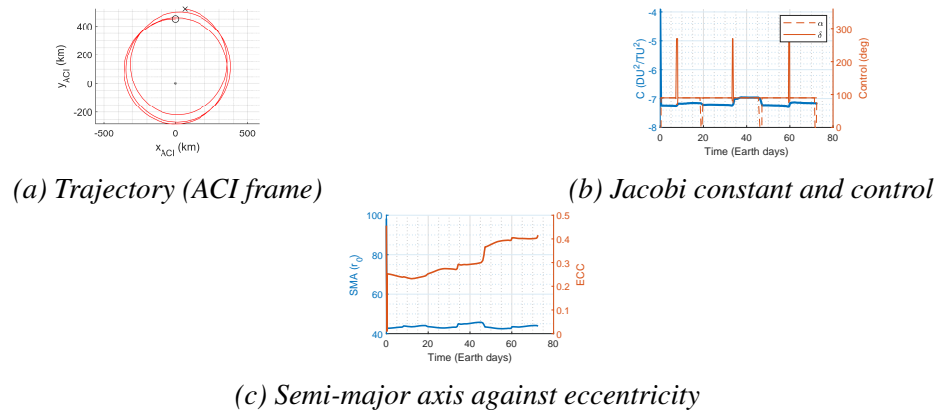 500
400
200
0
-200
-500 0 500
y_ACI (km)
x_ACI (km)
(a) Trajectory (ACI frame)
-4
-5
-6
-7
-8
300
200
100
0
0 20 40 60 80
α
δ
C (DU²/TU²)
Control (deg)
Time (Earth days)
(b) Jacobi constant and control
100
80
60
40
0.5
0.4
0.3
0.2
0.1
0
0 20 40 60 80
SMA (r₀)
ECC
Time (Earth days)
(c) Semi-major axis against eccentricity